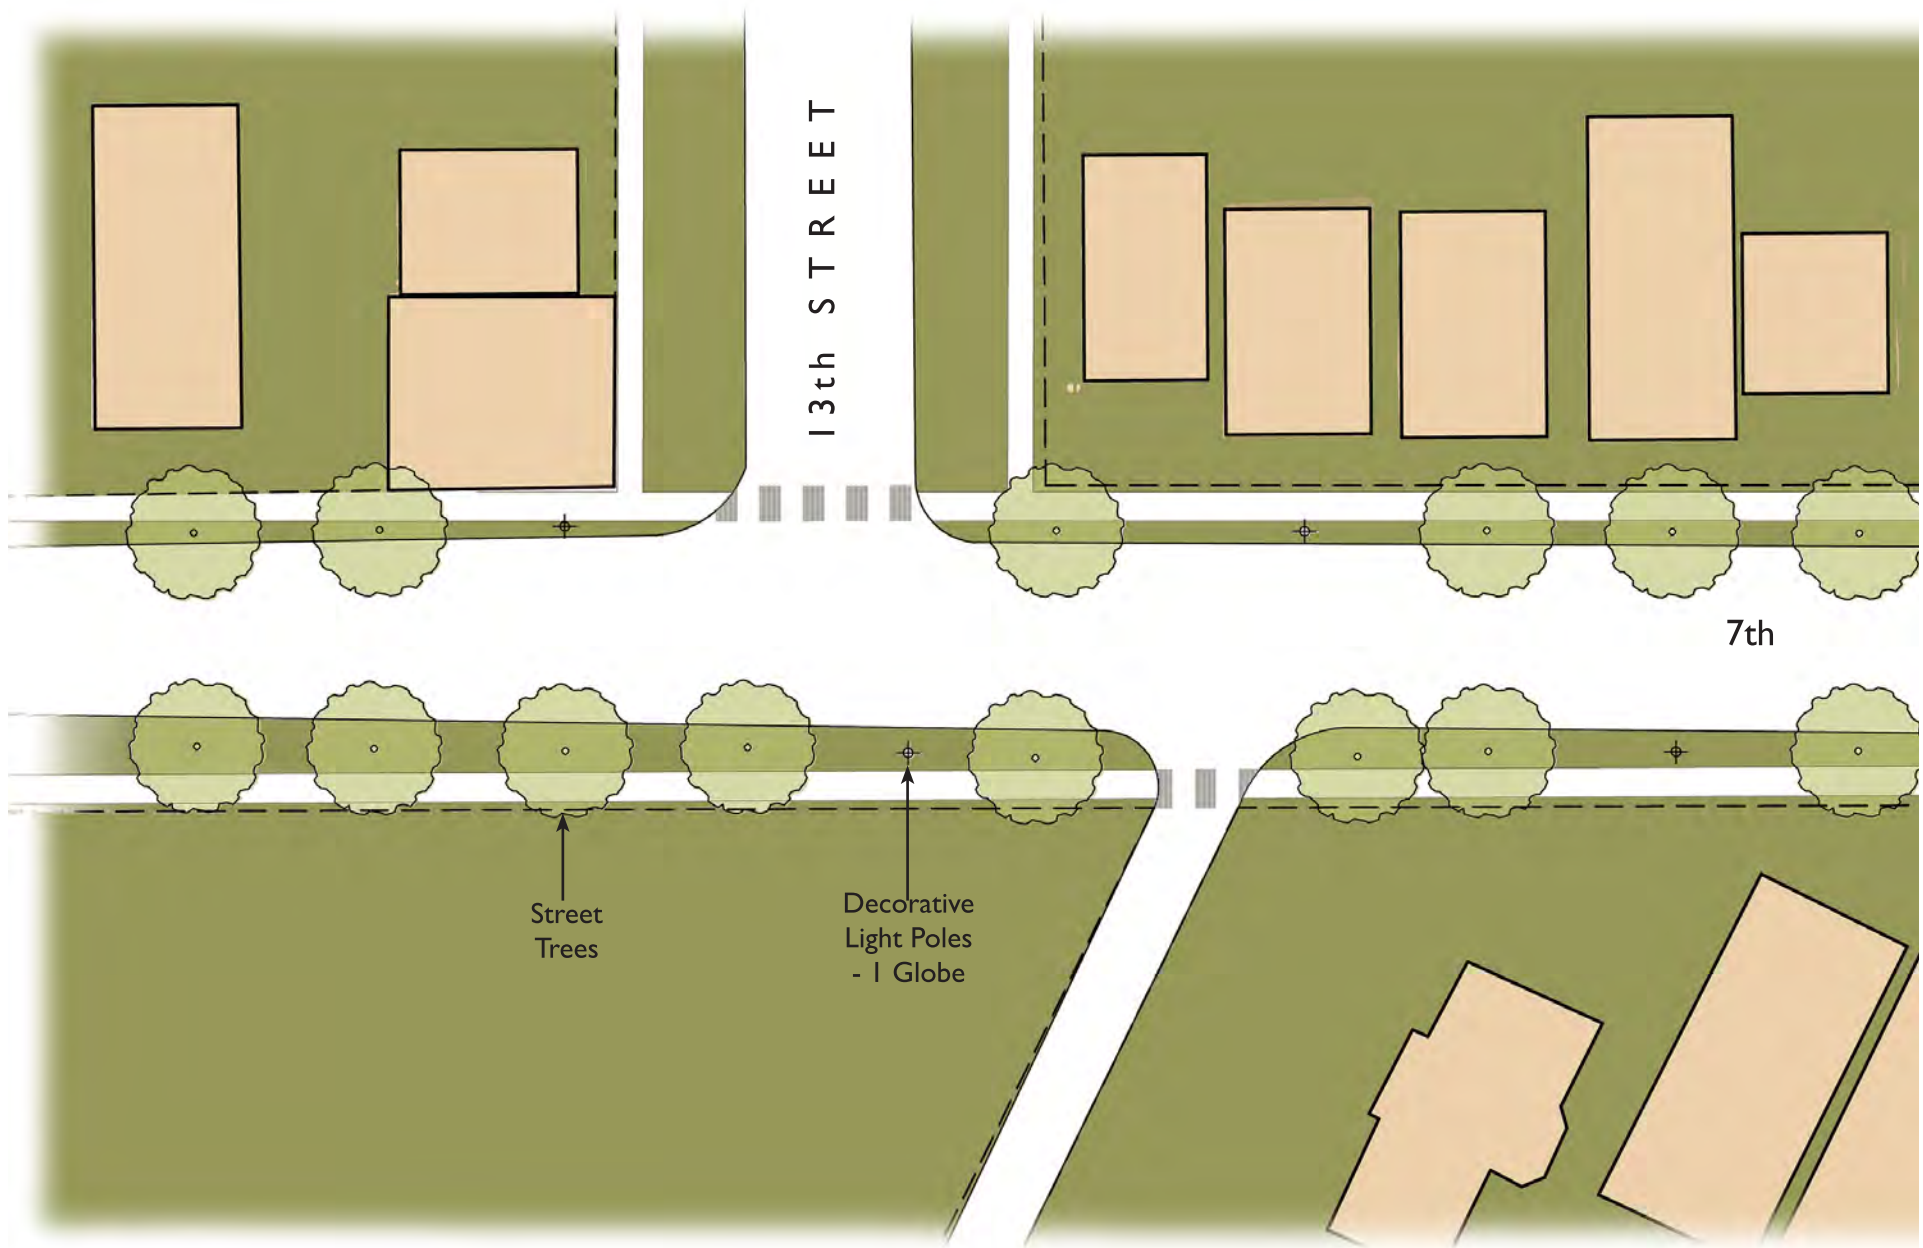 13th STREET
7th
Street
Trees
Decorative
Light Poles
- 1 Globe